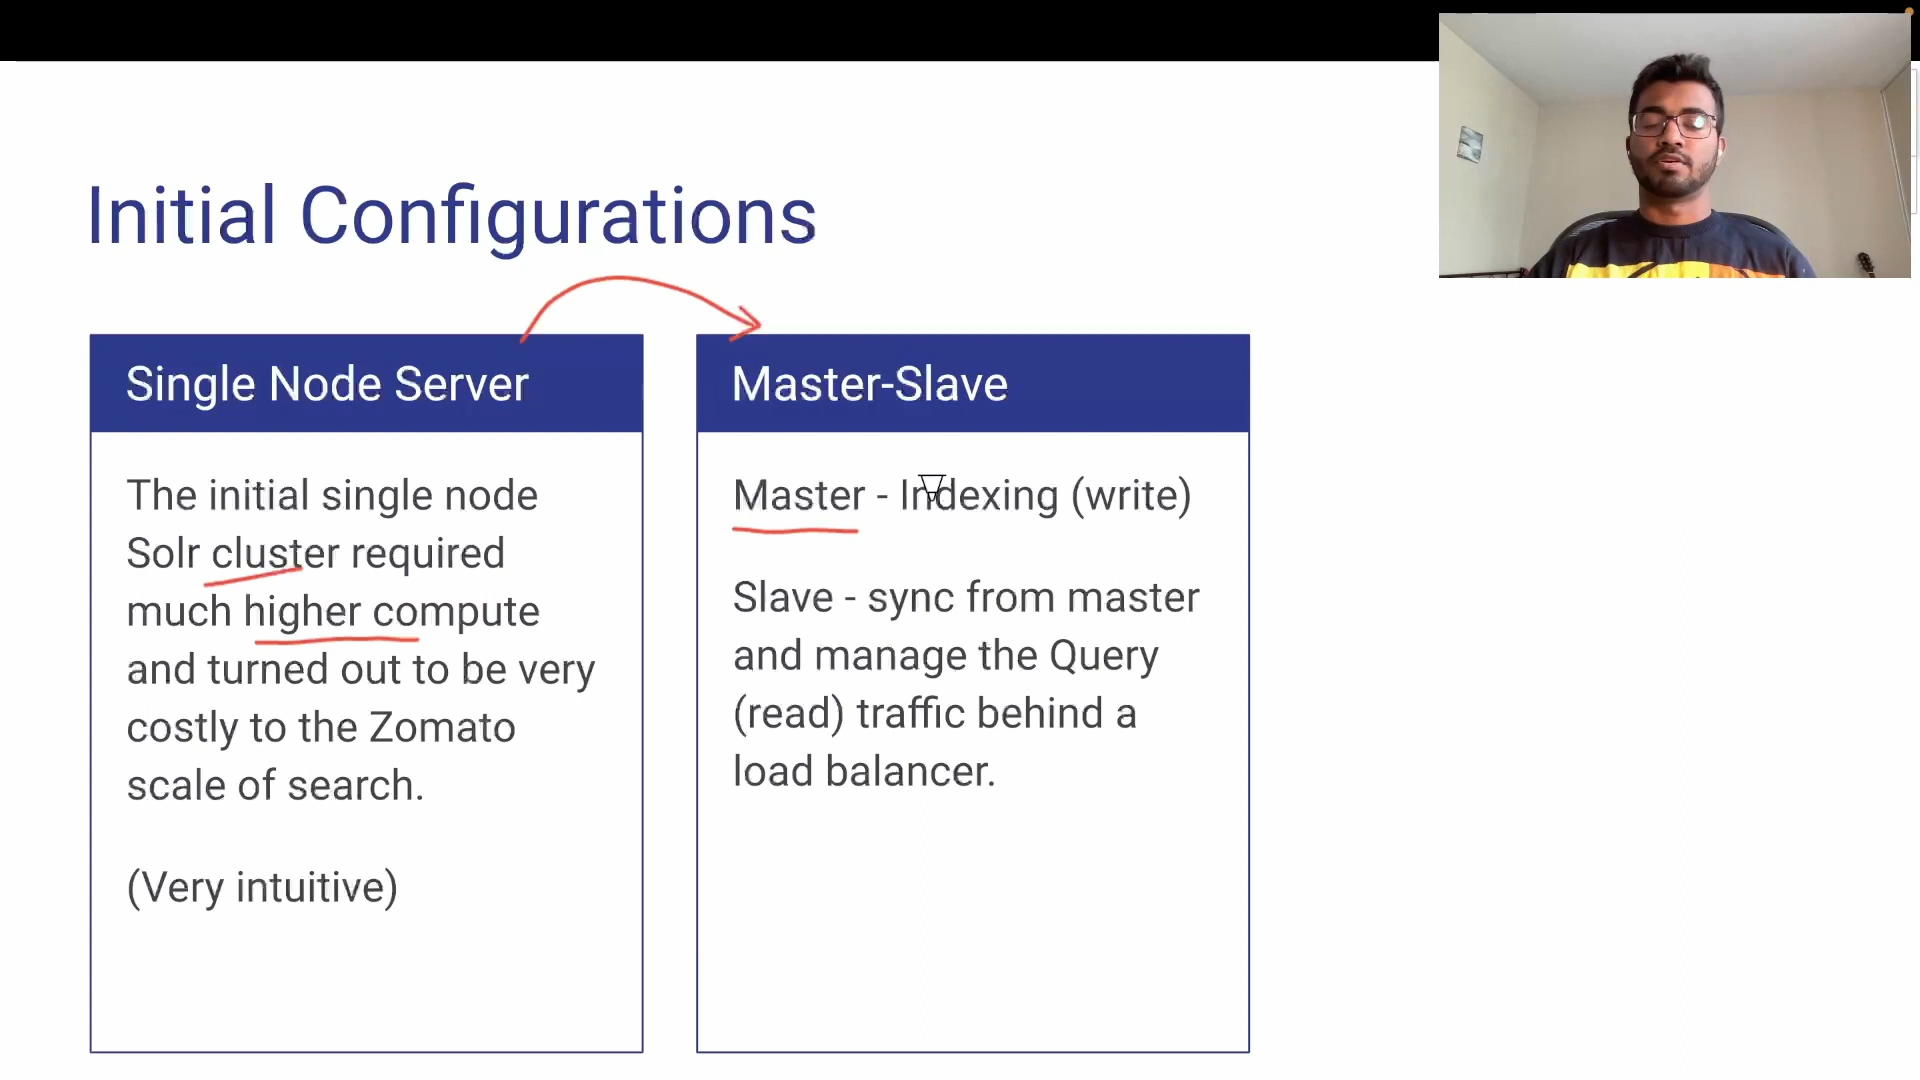 Initial Configurations
Single Node Server
The initial single node
Solr cluster required
much higher compute
and turned out to be very
costly to the Zomato
scale of search.
(Very intuitive)
Master-Slave
Master - Indexing (write)
Slave - sync from master
and manage the Query
(read) traffic behind a
load balancer.